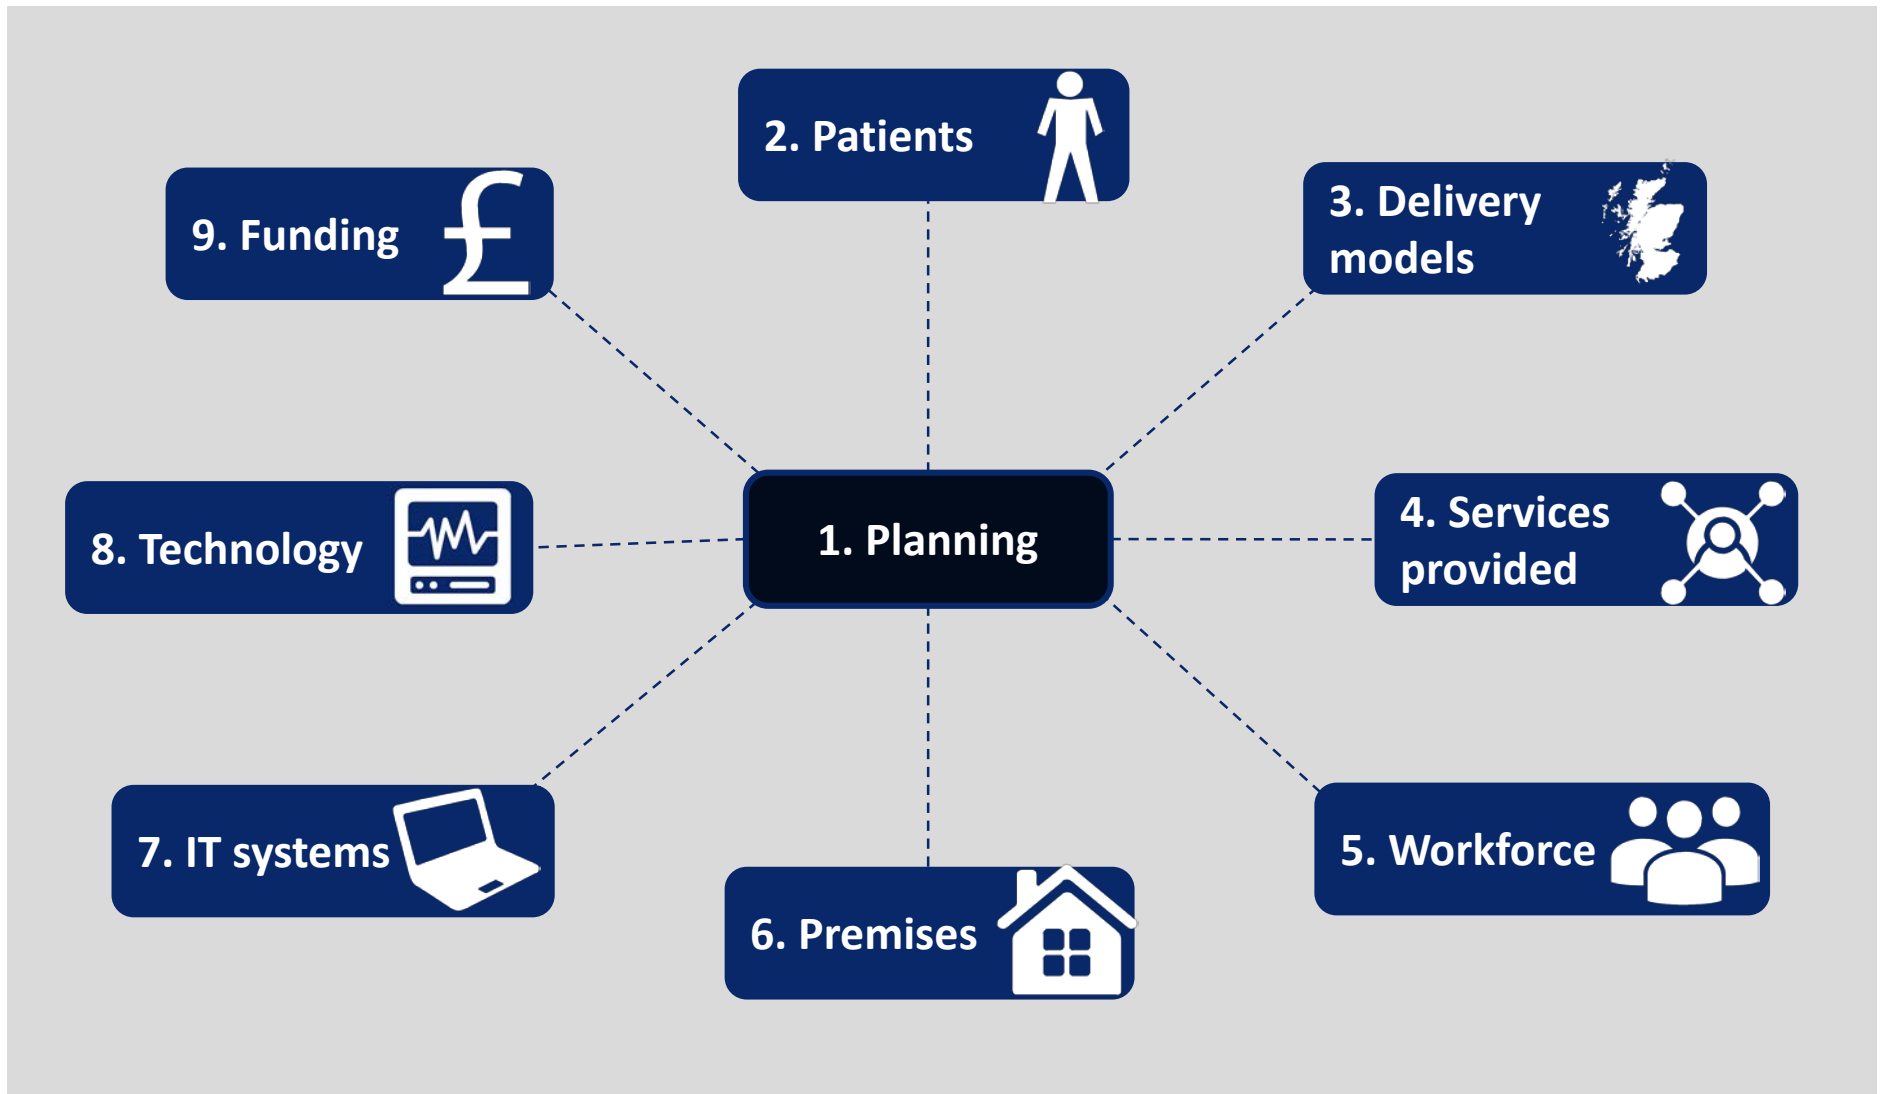 2. Patients
9. Funding
3. Delivery
models
8. Technology
1. Planning
4. Services
provided
7. IT systems
5. Workforce
6. Premises